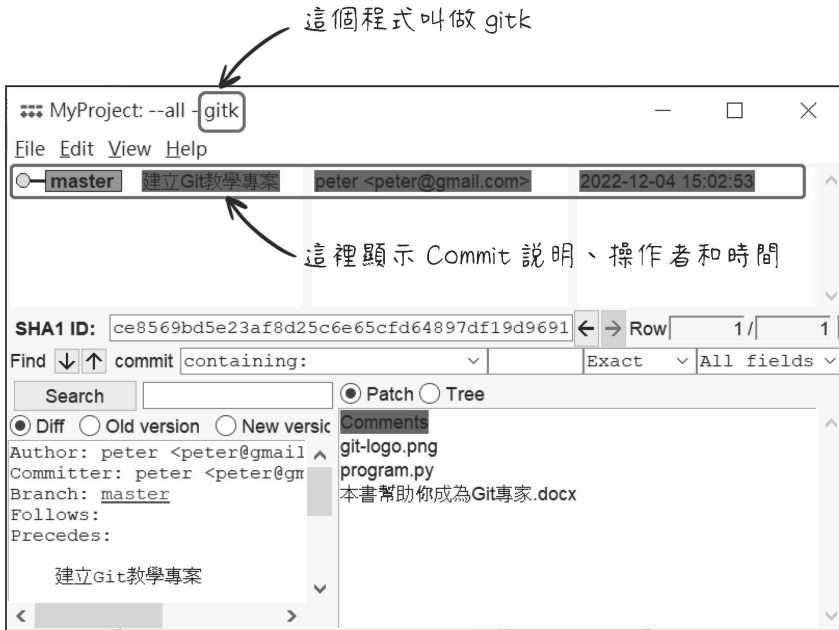 這個程式叫做 gitk
MyProject: --all - gitk
File Edit View Help
master 建立Git教學專案 peter <peter@gmail.com> 2022-12-04 15:02:53
這裡顯示 Commit 說明、操作者和時間
SHA1 ID: ce8569bd5e23af8d25c6e65cfd64897df19d9691 ← → Row 1 / 1
Find ↓ ↑ commit containing: Exact All fields
Search Patch Tree
Diff Old version New versic Comments
Author: peter <peter@gmail git-logo.png
Committer: peter <peter@gm program.py
Branch: master 本書幫助你成為Git專家.docx
Follows:
Precedes:
建立Git教學專案